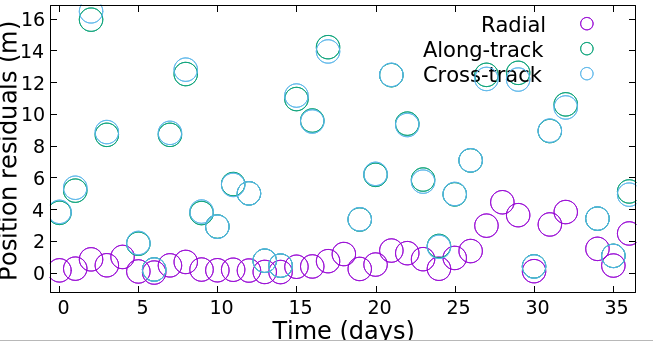 Position residuals (m)
16
14
12
10
8
6
4
2
0
Radial
Along-track
Cross-track
0 5 10 15 20 25 30 35
Time (days)